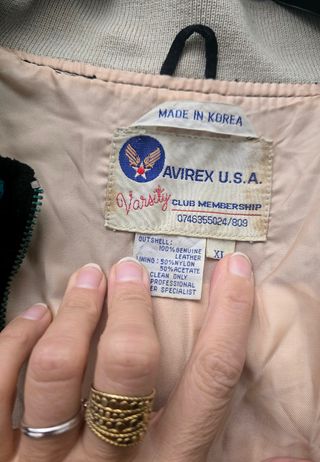 MADE IN KOREA
AVIREX U.S.A.
Varsity CLUB MEMBERSHIP
0746355024/809
OUTSHELL:
100% GENUINE
LEATHER
LINING: 50% NYLON
50% ACETATE
CLEAN ONLY
PROFESSIONAL
SPECIALIST